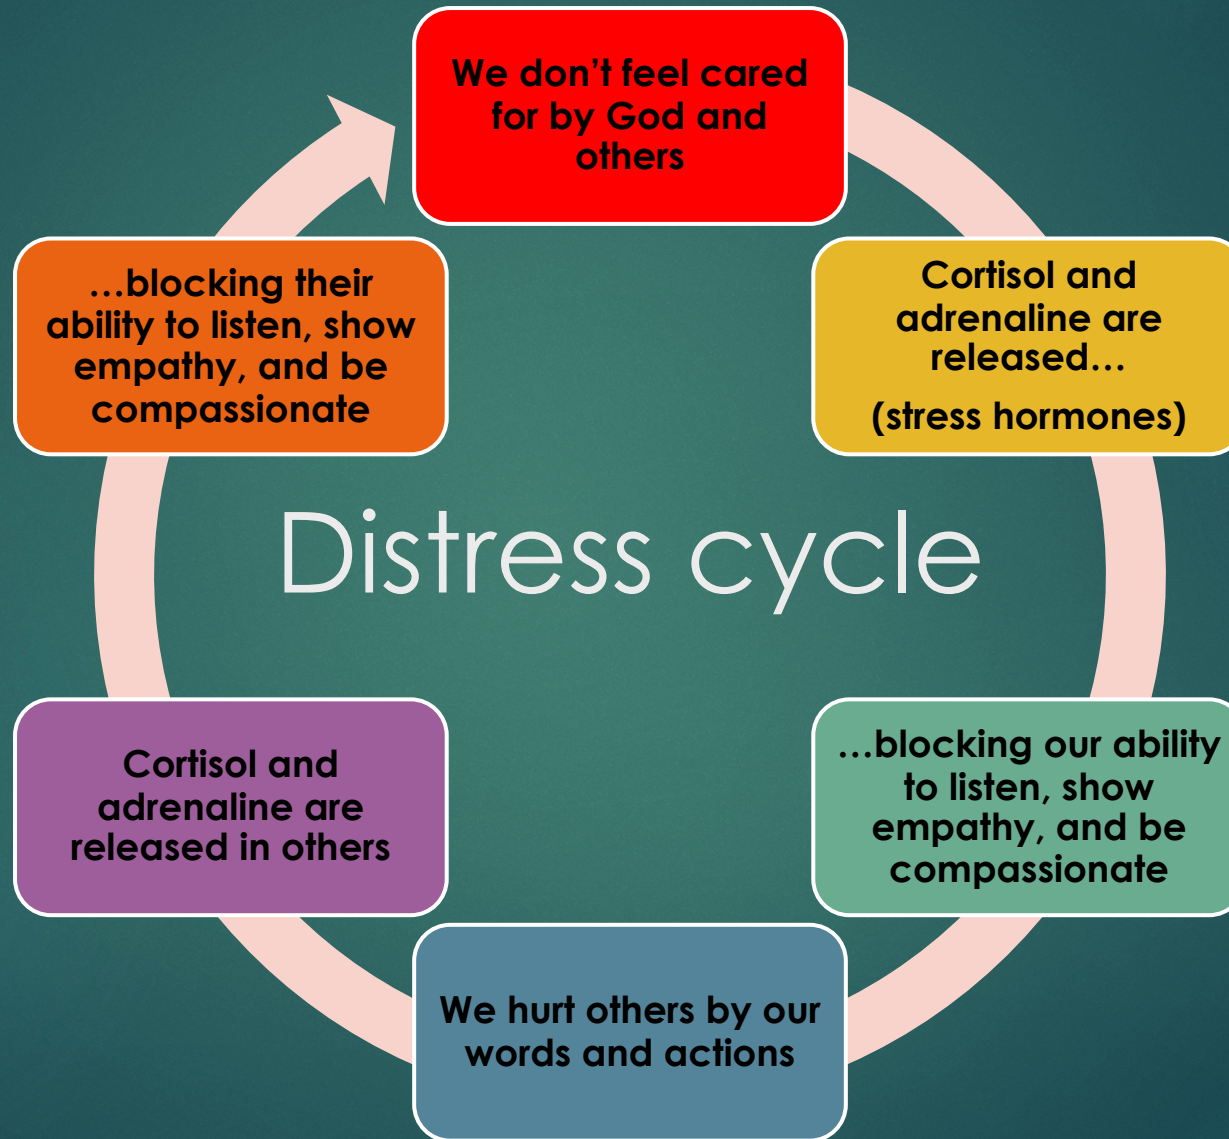 We don’t feel cared
for by God and
others
Cortisol and
adrenaline are
released…
(stress hormones)
…blocking our ability
to listen, show
empathy, and be
compassionate
We hurt others by our
words and actions
Cortisol and
adrenaline are
released in others
…blocking their
ability to listen, show
empathy, and be
compassionate
Distress cycle